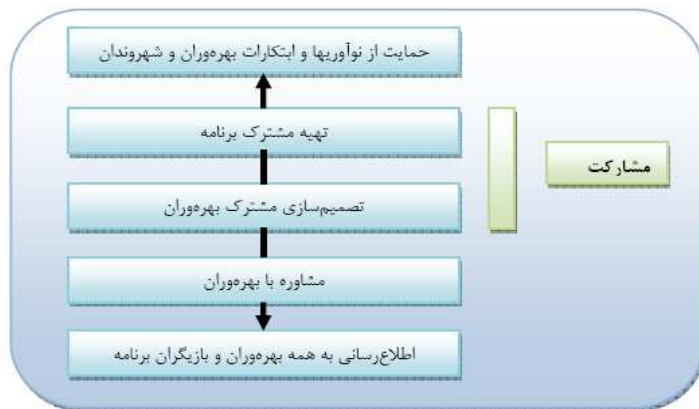 حمایت از نوآوریها و ابتکارات بهره‌وران و شهروندان
تهیه مشترک برنامه
مشارکت
تصمیم‌سازی مشترک بهره‌وران
مشاوره با بهره‌وران
اطلاع‌رسانی به همه بهره‌وران و بازیگران برنامه